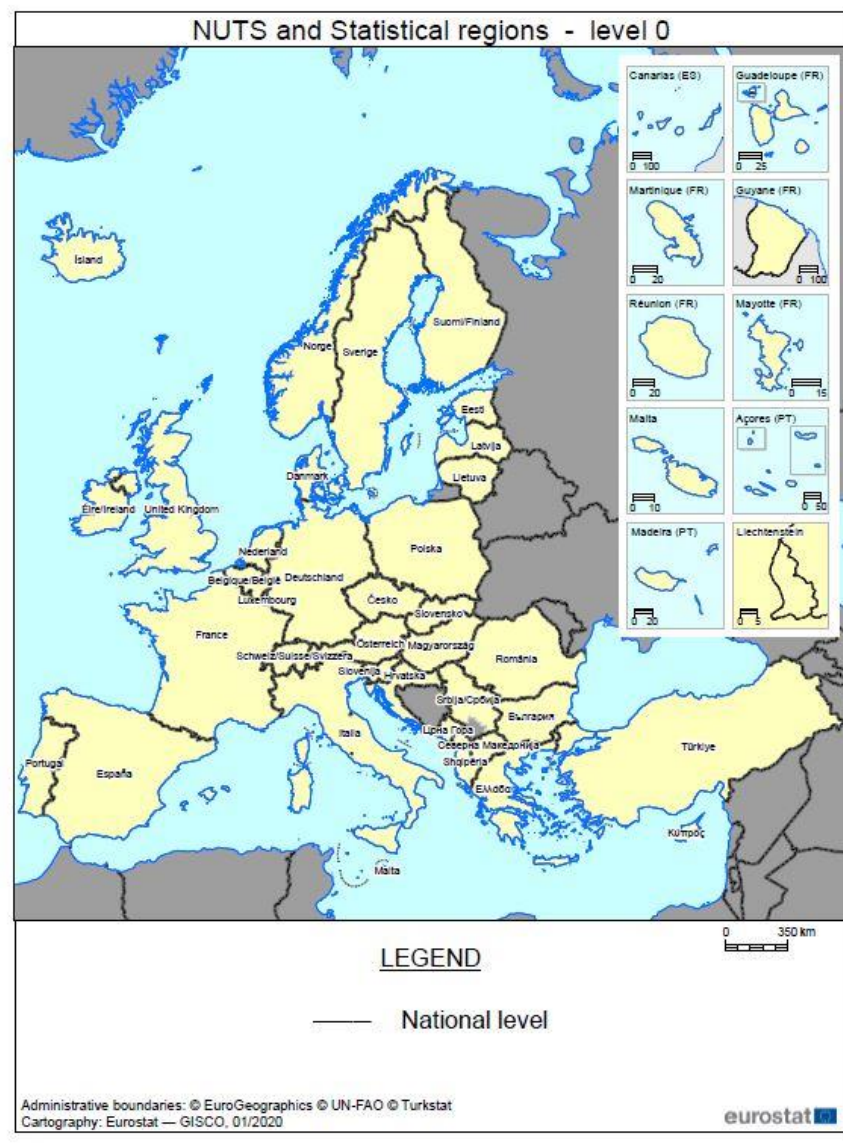 NUTS and Statistical regions - level 0
Canarias (ES)
Guadeloupe (FR)
0 100
0 25
Martinique (FR)
Guyane (FR)
0 20
0 100
Réunion (FR)
Mayotte (FR)
0 20
0 15
Malta
Açores (PT)
0 10
0 50
Madeira (PT)
Liechtenstein
0 20
0 5
Ísland
Suomi/Finland
Norge
Sverige
Eesti
Latvija
Danmark
Lietuva
Éire/Ireland
United Kingdom
Nederland
Polska
Belgique/België
Deutschland
Luxembourg
Česko
Slovensko
France
Österreich
Magyarország
Schweiz/Suisse/Svizzera
România
Slovenija
Hrvatska
Srbija/Сpбија
България
Italia
Црна Гора
Северна Македонија
Türkiye
Portugal
España
Shqipëria
Ελλάδα
Κύπρος
Malta
0 350 km
LEGEND
National level
Administrative boundaries: © EuroGeographics © UN-FAO © Turkstat
Cartography: Eurostat — GISCO, 01/2020
eurostat